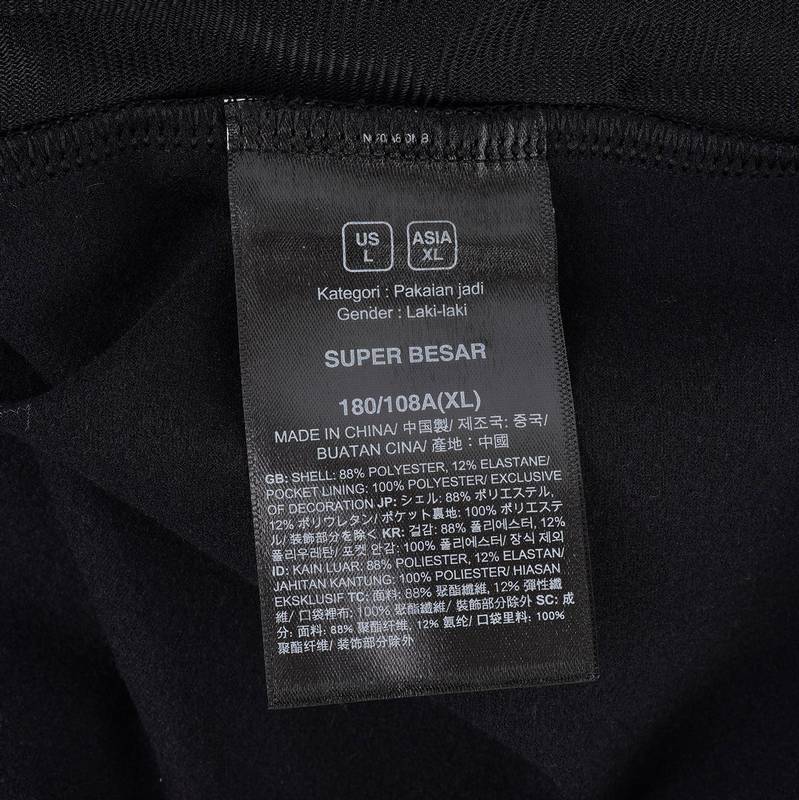 US
L
ASIA
XL
Kategori : Pakaian jadi
Gender : Laki-laki
SUPER BESAR
180/108A(XL)
MADE IN CHINA/ 中国製/ 제조국: 중국/
BUATAN CINA/ 產地 : 中國
GB: SHELL: 88% POLYESTER, 12% ELASTANE/
POCKET LINING: 100% POLYESTER/ EXCLUSIVE
OF DECORATION JP: シェル: 88% ポリエステル,
12% ポリウレタン/ ポケット裏地: 100% ポリエステ
ル/ 装飾部分を除く KR: 겉감: 88% 폴리에스터, 12%
폴리우레탄/ 포켓 안감: 100% 폴리에스터/ 장식 제외
ID: KAIN LUAR: 88% POLIESTER, 12% ELASTAN/
JAHITAN KANTUNG: 100% POLIESTER/ HIASAN
EKSKLUSIF TC: 面料: 88% 聚酯纖維, 12% 彈性纖
維/ 口袋裡布: 100% 聚酯纖維/ 裝飾部分除外 SC: 成
分: 面料: 88% 聚酯纤维, 12% 氨纶/ 口袋里料: 100%
聚酯纤维/ 装饰部分除外